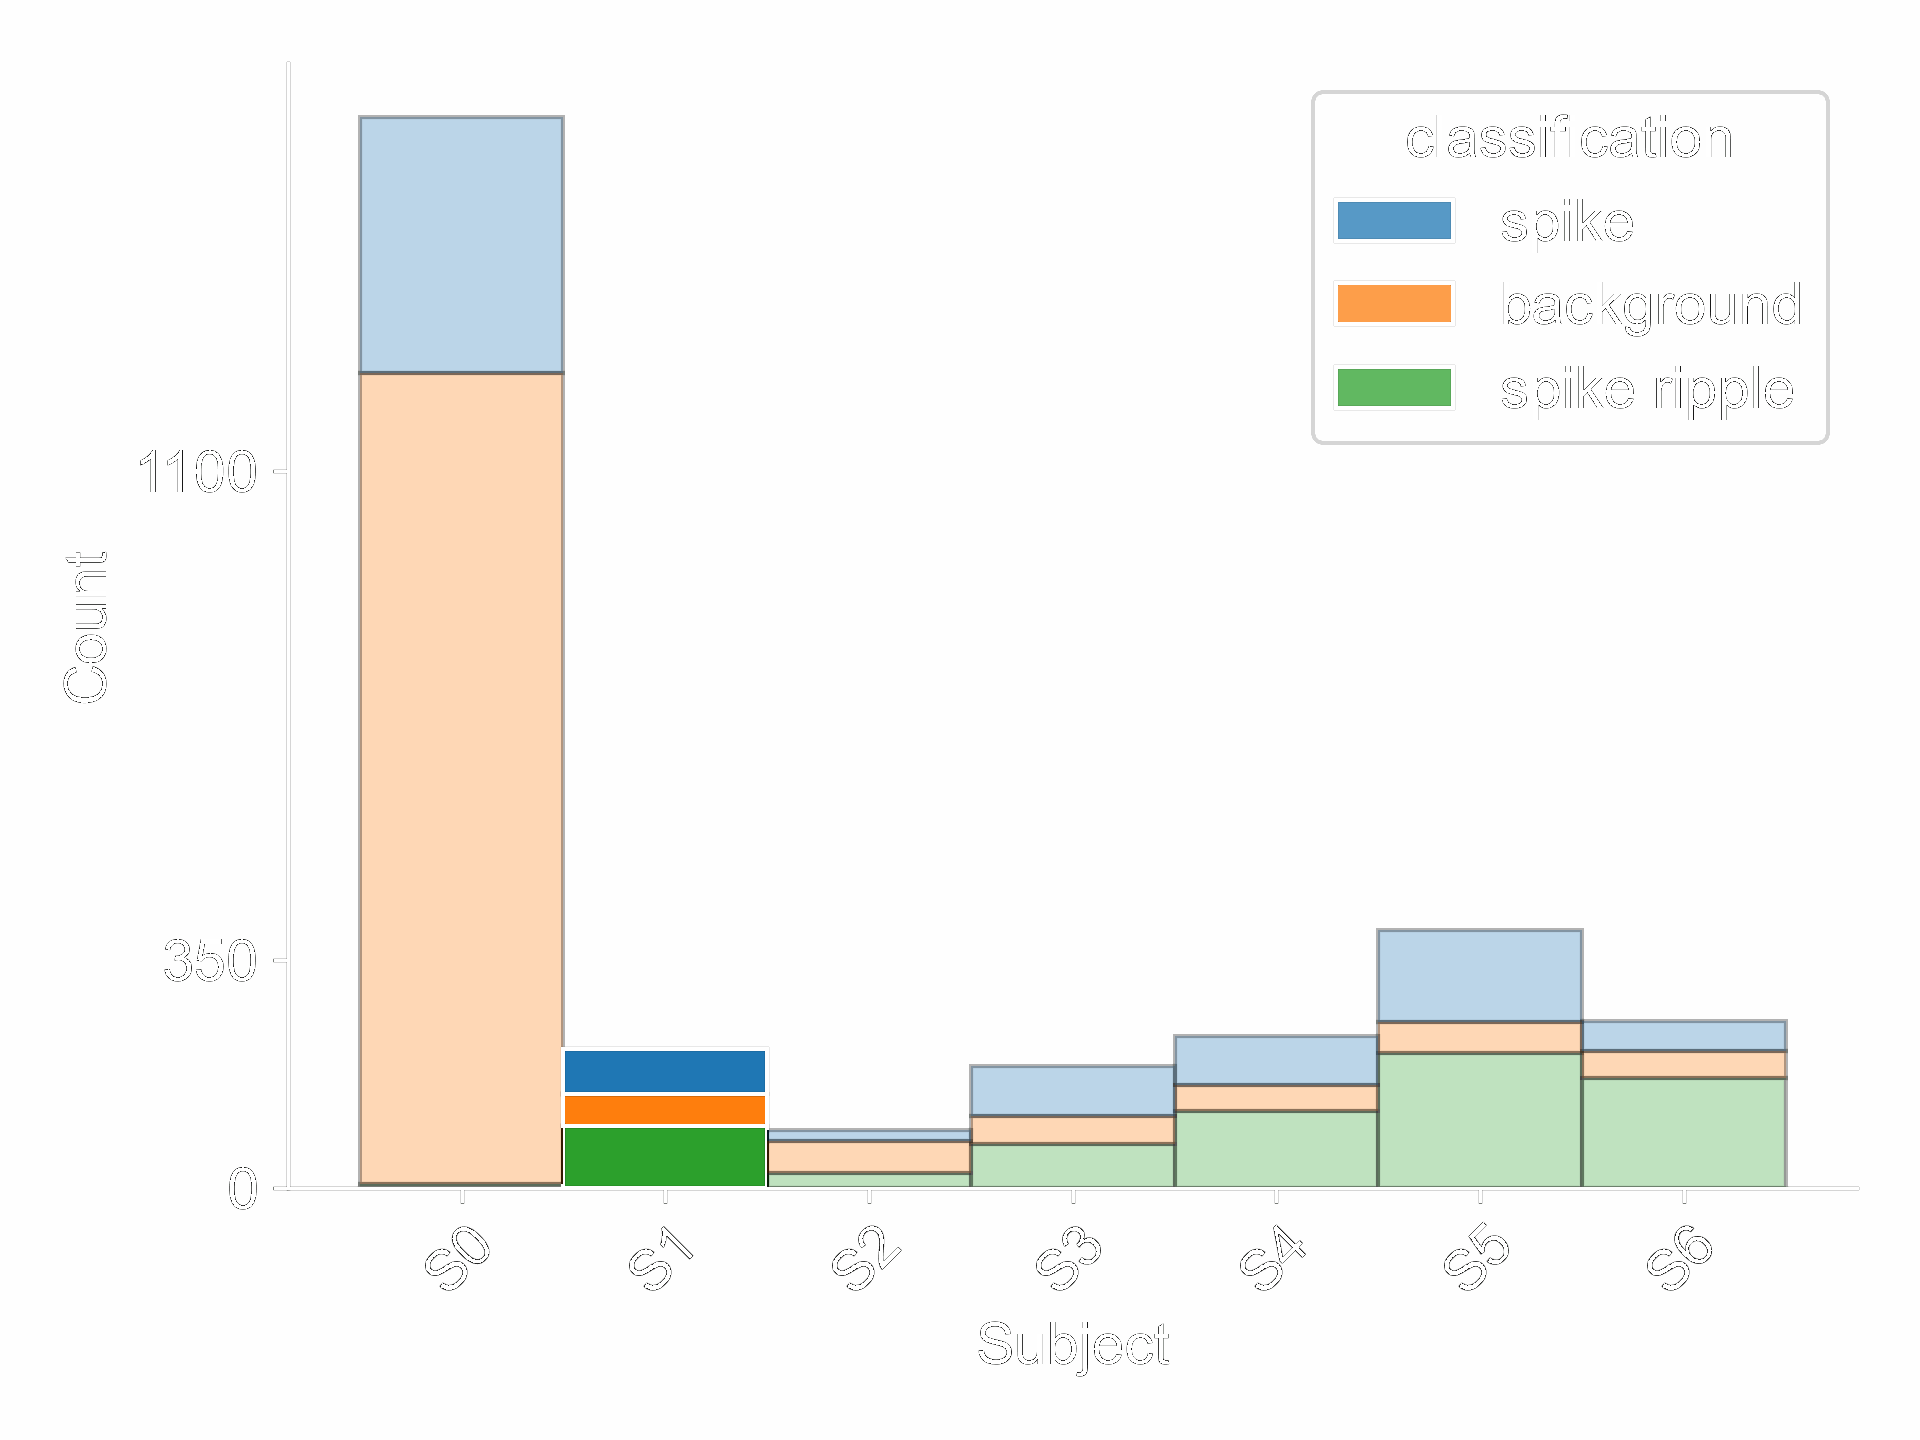 classification
spike
background
spike ripple
1100
350
0
Count
S0
S1
S2
S3
S4
S5
S6
Subject